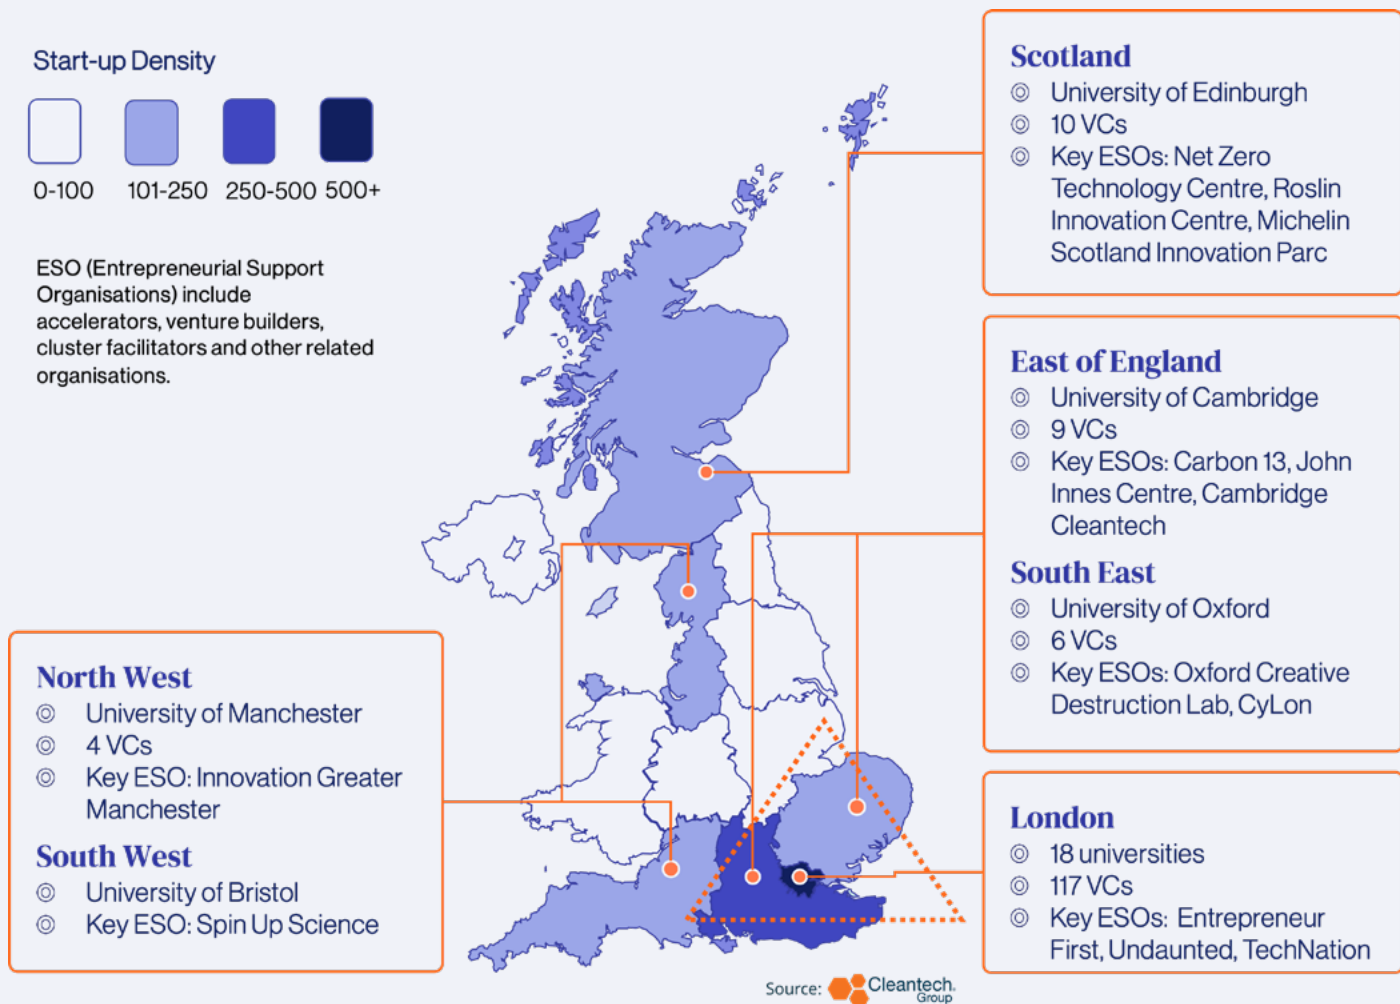 Start-up Density
0-100
101-250
250-500
500+
ESO (Entrepreneurial Support
Organisations) include
accelerators, venture builders,
cluster facilitators and other related
organisations.
Scotland
University of Edinburgh
10 VCs
Key ESOs: Net Zero
Technology Centre, Roslin
Innovation Centre, Michelin
Scotland Innovation Parc
East of England
University of Cambridge
9 VCs
Key ESOs: Carbon 13, John
Innes Centre, Cambridge
Cleantech
South East
University of Oxford
6 VCs
Key ESOs: Oxford Creative
Destruction Lab, CyLon
North West
University of Manchester
4 VCs
Key ESO: Innovation Greater
Manchester
South West
University of Bristol
Key ESO: Spin Up Science
London
18 universities
117 VCs
Key ESOs: Entrepreneur
First, Undaunted, TechNation
Source: Cleantech.
Group